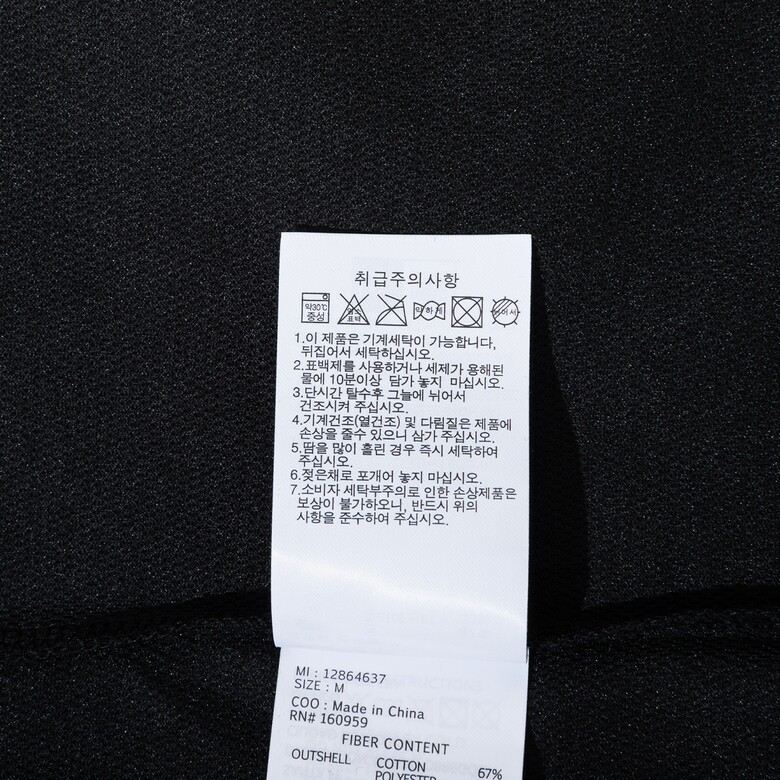 취급주의사항
약30℃ 중성 염소 표백 약하게 뉘어서
1.이 제품은 기계세탁이 가능합니다,
뒤집어서 세탁하십시오.
2.표백제를 사용하거나 세제가 용해된
물에 10분이상 담가 놓지 마십시오.
3.단시간 탈수후 그늘에 뉘어서
건조시켜 주십시오.
4.기계건조(열건조) 및 다림질은 제품에
손상을 줄수 있으니 삼가 주십시오.
5.땀을 많이 흘린 경우 즉시 세탁하여
주십시오.
6.젖은채로 포개어 놓지 마십시오.
7.소비자 세탁부주의로 인한 손상제품은
보상이 불가하오니, 반드시 위의
사항을 준수하여 주십시오.
MI : 12864637
SIZE : M
COO : Made in China
RN# 160959
FIBER CONTENT
OUTSHELL COTTON 67%
POLYESTER